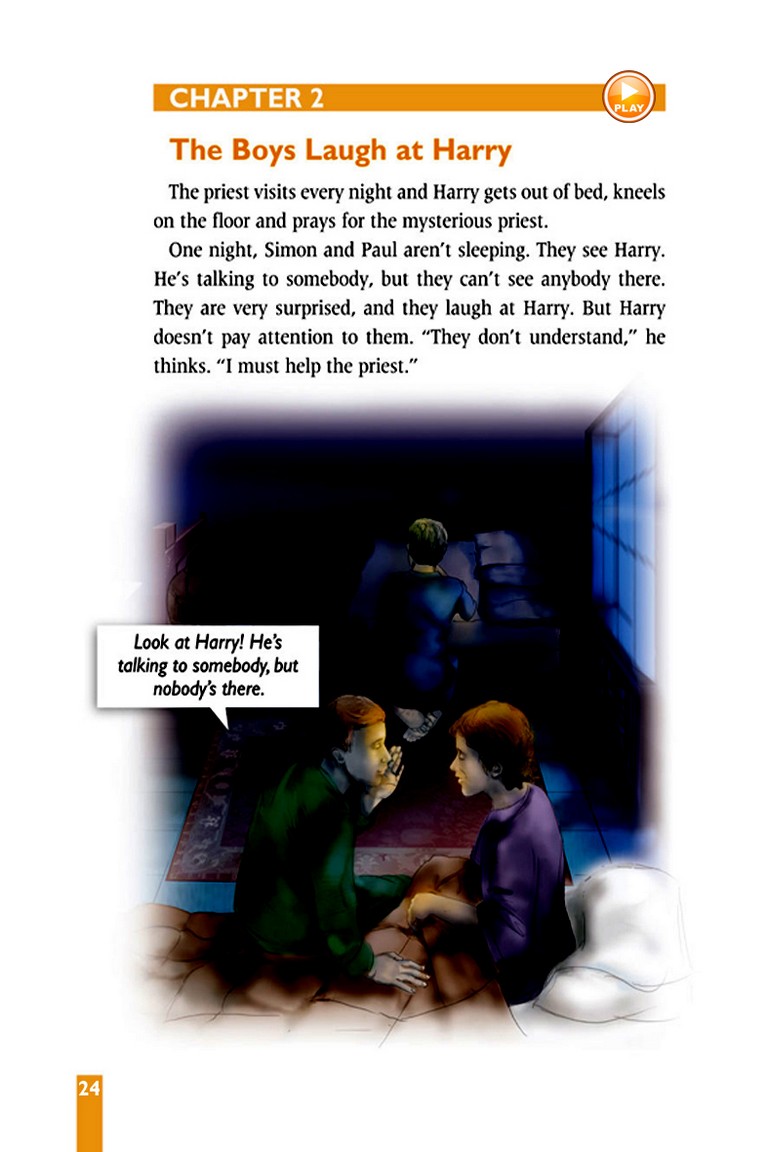 CHAPTER 2
PLAY
The Boys Laugh at Harry
The priest visits every night and Harry gets out of bed, kneels
on the floor and prays for the mysterious priest.
One night, Simon and Paul aren't sleeping. They see Harry.
He's talking to somebody, but they can't see anybody there.
They are very surprised, and they laugh at Harry. But Harry
doesn't pay attention to them. “They don't understand,” he
thinks. “I must help the priest.”
Look at Harry! He's
talking to somebody, but
nobody's there.
24